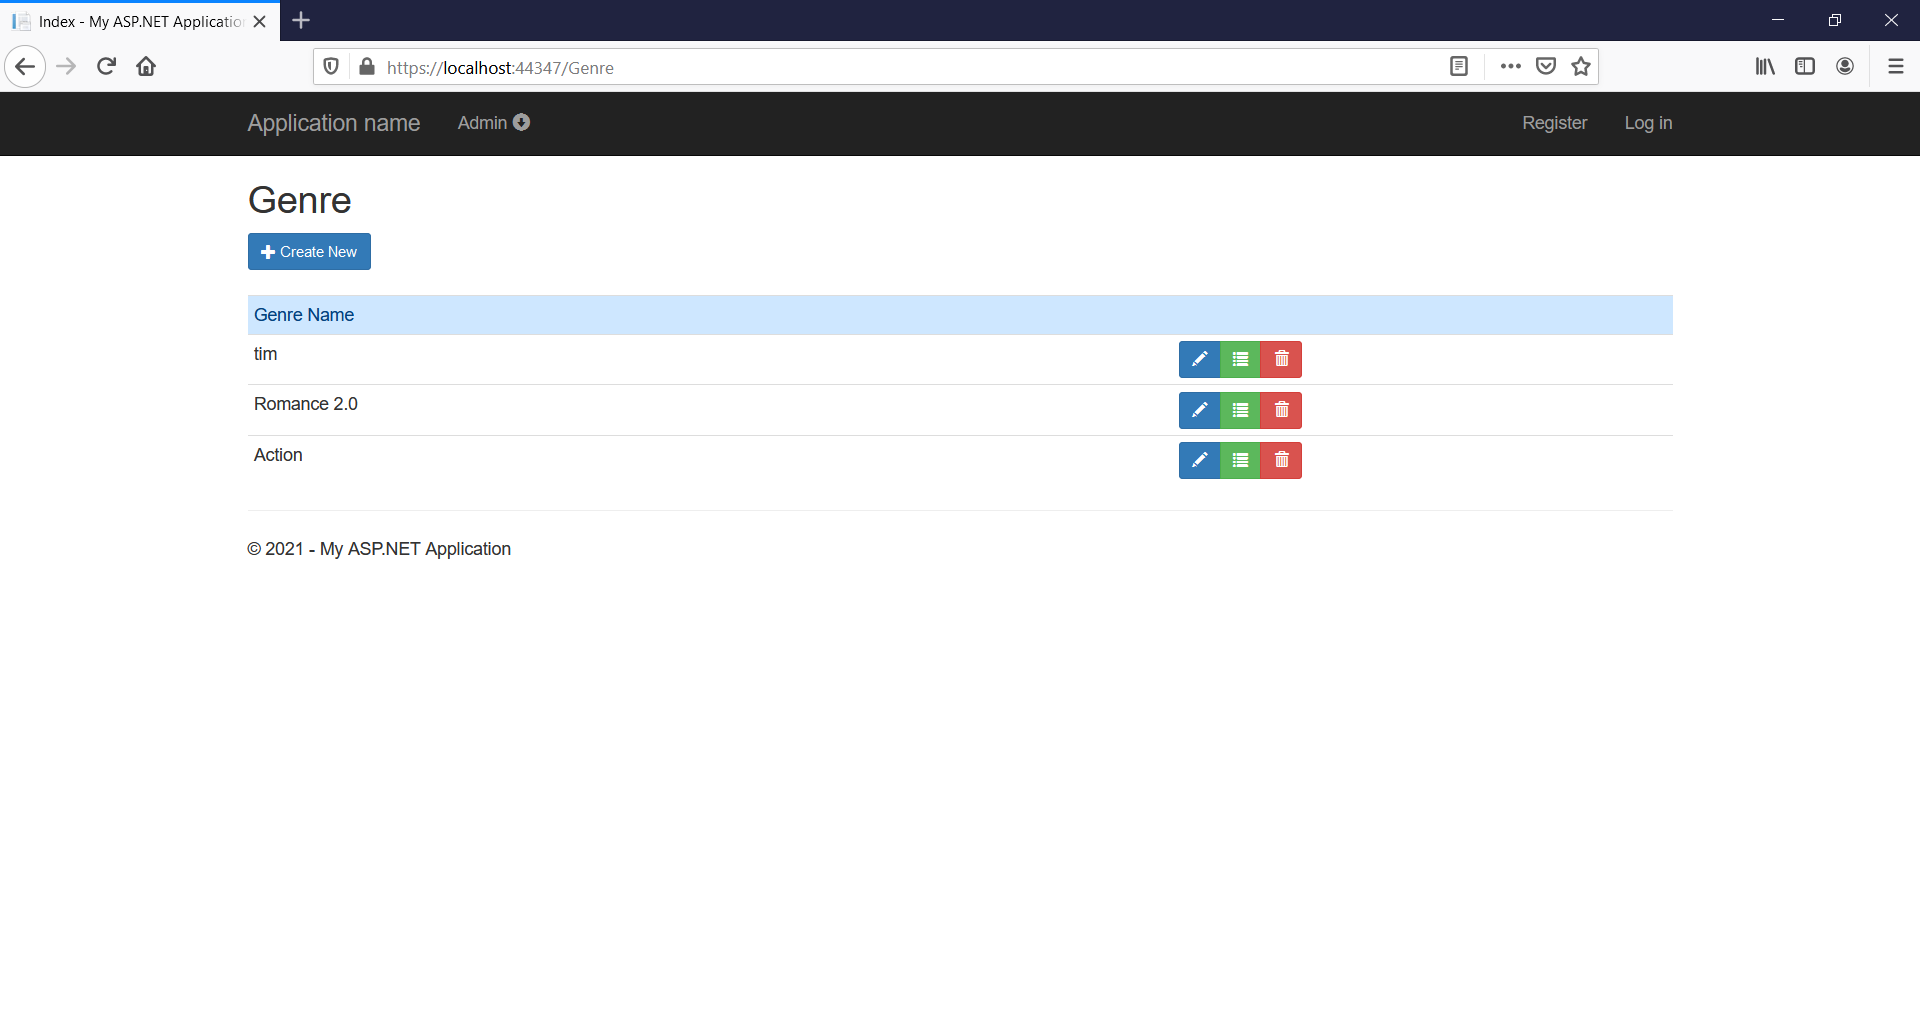 Index - My ASP.NET Application
https://localhost:44347/Genre
Application name Admin Register Log in
Genre
Create New
Genre Name
tim
Romance 2.0
Action
© 2021 - My ASP.NET Application